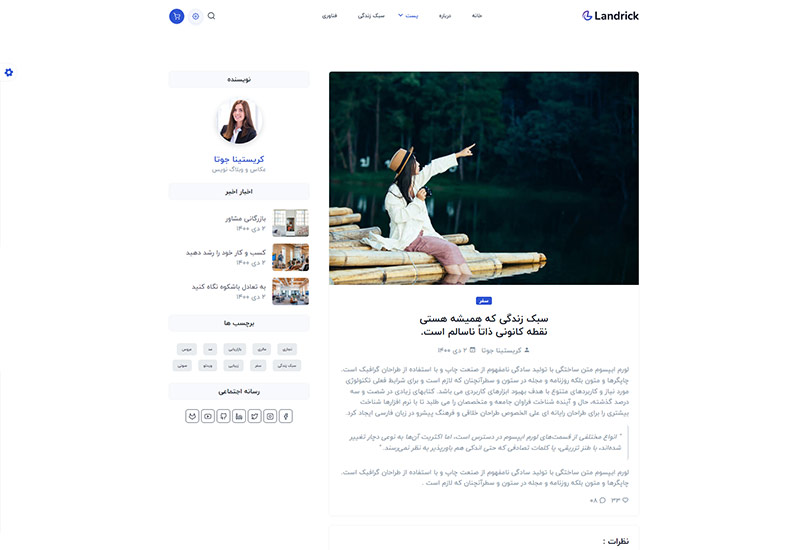 Landrick
خانه
درباره
پست
سبک زندگی
فناوری
سفر
سبک زندگی که همیشه هستی
نقطه کانونی ذاتاً ناسالم است.
کریستینا جوتا
۲ دی ۱۴۰۰
لورم ایپسوم متن ساختگی با تولید سادگی نامفهوم از صنعت چاپ و با استفاده از طراحان گرافیک است.
چاپگرها و متون بلکه روزنامه و مجله در ستون و سطرآنچنان که لازم است و برای شرایط فعلی تکنولوژی
مورد نیاز و کاربردهای متنوع با هدف بهبود ابزارهای کاربردی می باشد. کتابهای زیادی در شصت و سه
درصد گذشته، حال و آینده شناخت فراوان جامعه و متخصصان را می طلبد تا با نرم افزارها شناخت
بیشتری را برای طراحان رایانه ای علی الخصوص طراحان خلاقی و فرهنگ پیشرو در زبان فارسی ایجاد کرد.
" انواع مختلفی از قسمت‌های لورم ایپسوم در دسترس است، اما اکثریت آن‌ها به نوعی دچار تغییر
شده‌اند، با طنز تزریقی، یا کلمات تصادفی که حتی اندکی هم باورپذیر به نظر نمی‌رسند. "
لورم ایپسوم متن ساختگی با تولید سادگی نامفهوم از صنعت چاپ و با استفاده از طراحان گرافیک است.
چاپگرها و متون بلکه روزنامه و مجله در ستون و سطرآنچنان که لازم است .
۳۳
۰۸
نظرات :
نویسنده
کریستینا جوتا
عکاس و وبلاگ نویس
اخبار اخیر
بازرگانی مشاور
۲ دی ۱۴۰۰
کسب و کار خود را رشد دهید
۲ دی ۱۴۰۰
به تعادل باشکوه نگاه کنید
۲ دی ۱۴۰۰
برچسب ها
تجاری
مالی
بازاریابی
مد
عروس
سبک زندگی
سفر
زیبایی
ویدئو
صوتی
رسانه اجتماعی